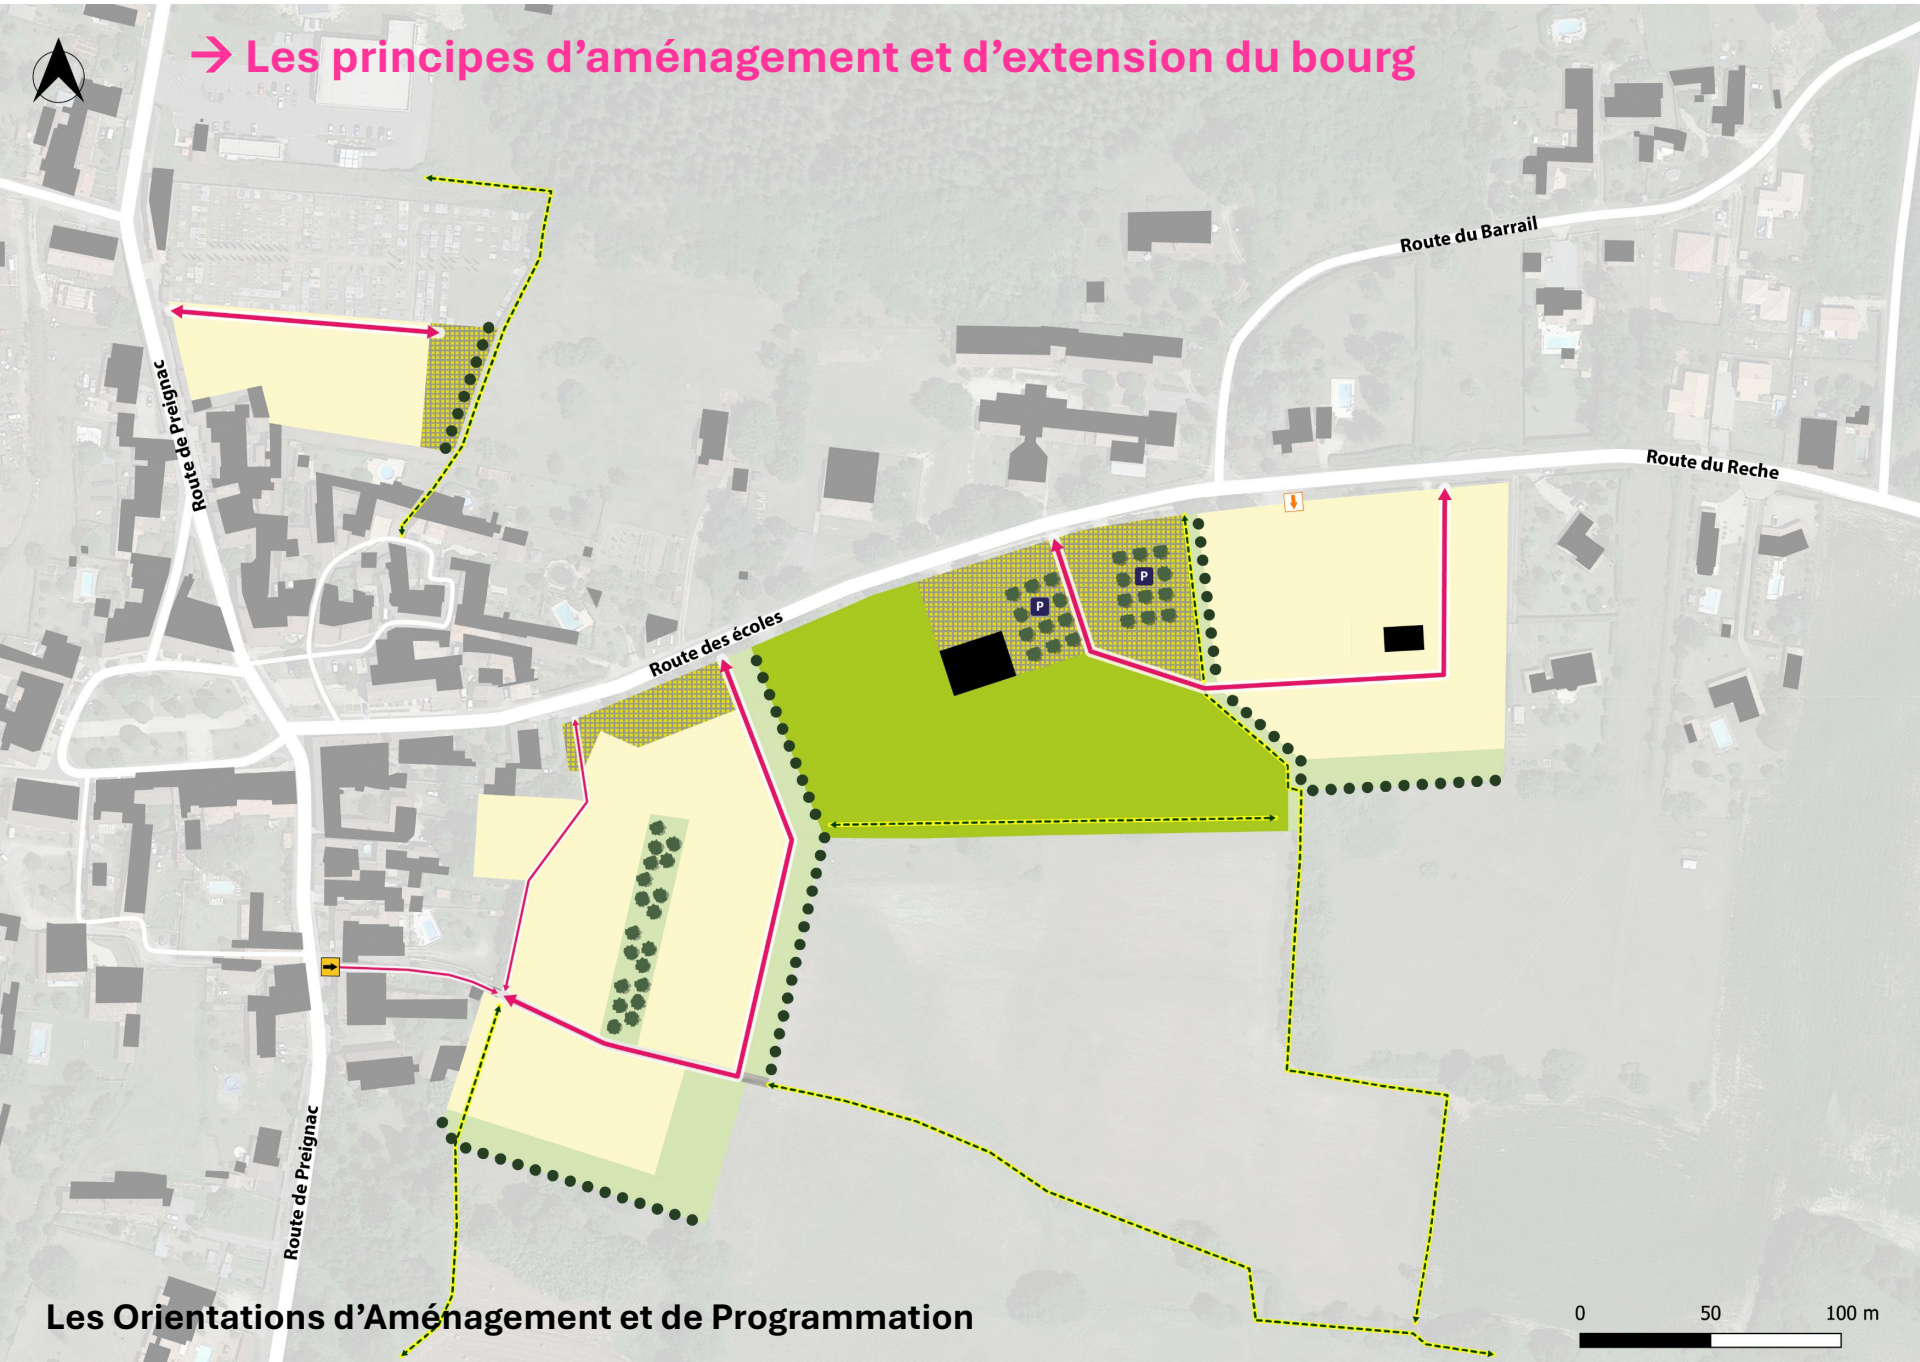 → Les principes d’aménagement et d’extension du bourg
Route du Barrail
Route de Preignac
Route du Reche
P
P
Route des écoles
Route de Preignac
Les Orientations d’Aménagement et de Programmation
0 50 100 m